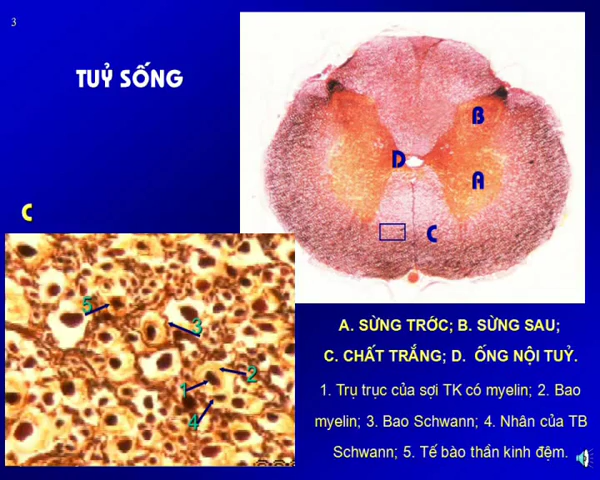 3
TUỶ SỐNG
B
D
A
C
C
5
3
2
1
4
A. SỪNG TRỚC; B. SỪNG SAU;
C. CHẤT TRẮNG; D. ỐNG NỘI TUỶ.
1. Trụ trục của sợi TK có myelin; 2. Bao
myelin; 3. Bao Schwann; 4. Nhân của TB
Schwann; 5. Tế bào thần kinh đệm.